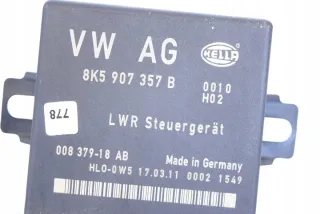 VW AG
HELLA
8K5 907 357 B
0010
H02
778
LWR Steuergerät
008 379-18 AB
Made in Germany
HLO-0W5 17.03.11 0002 1549